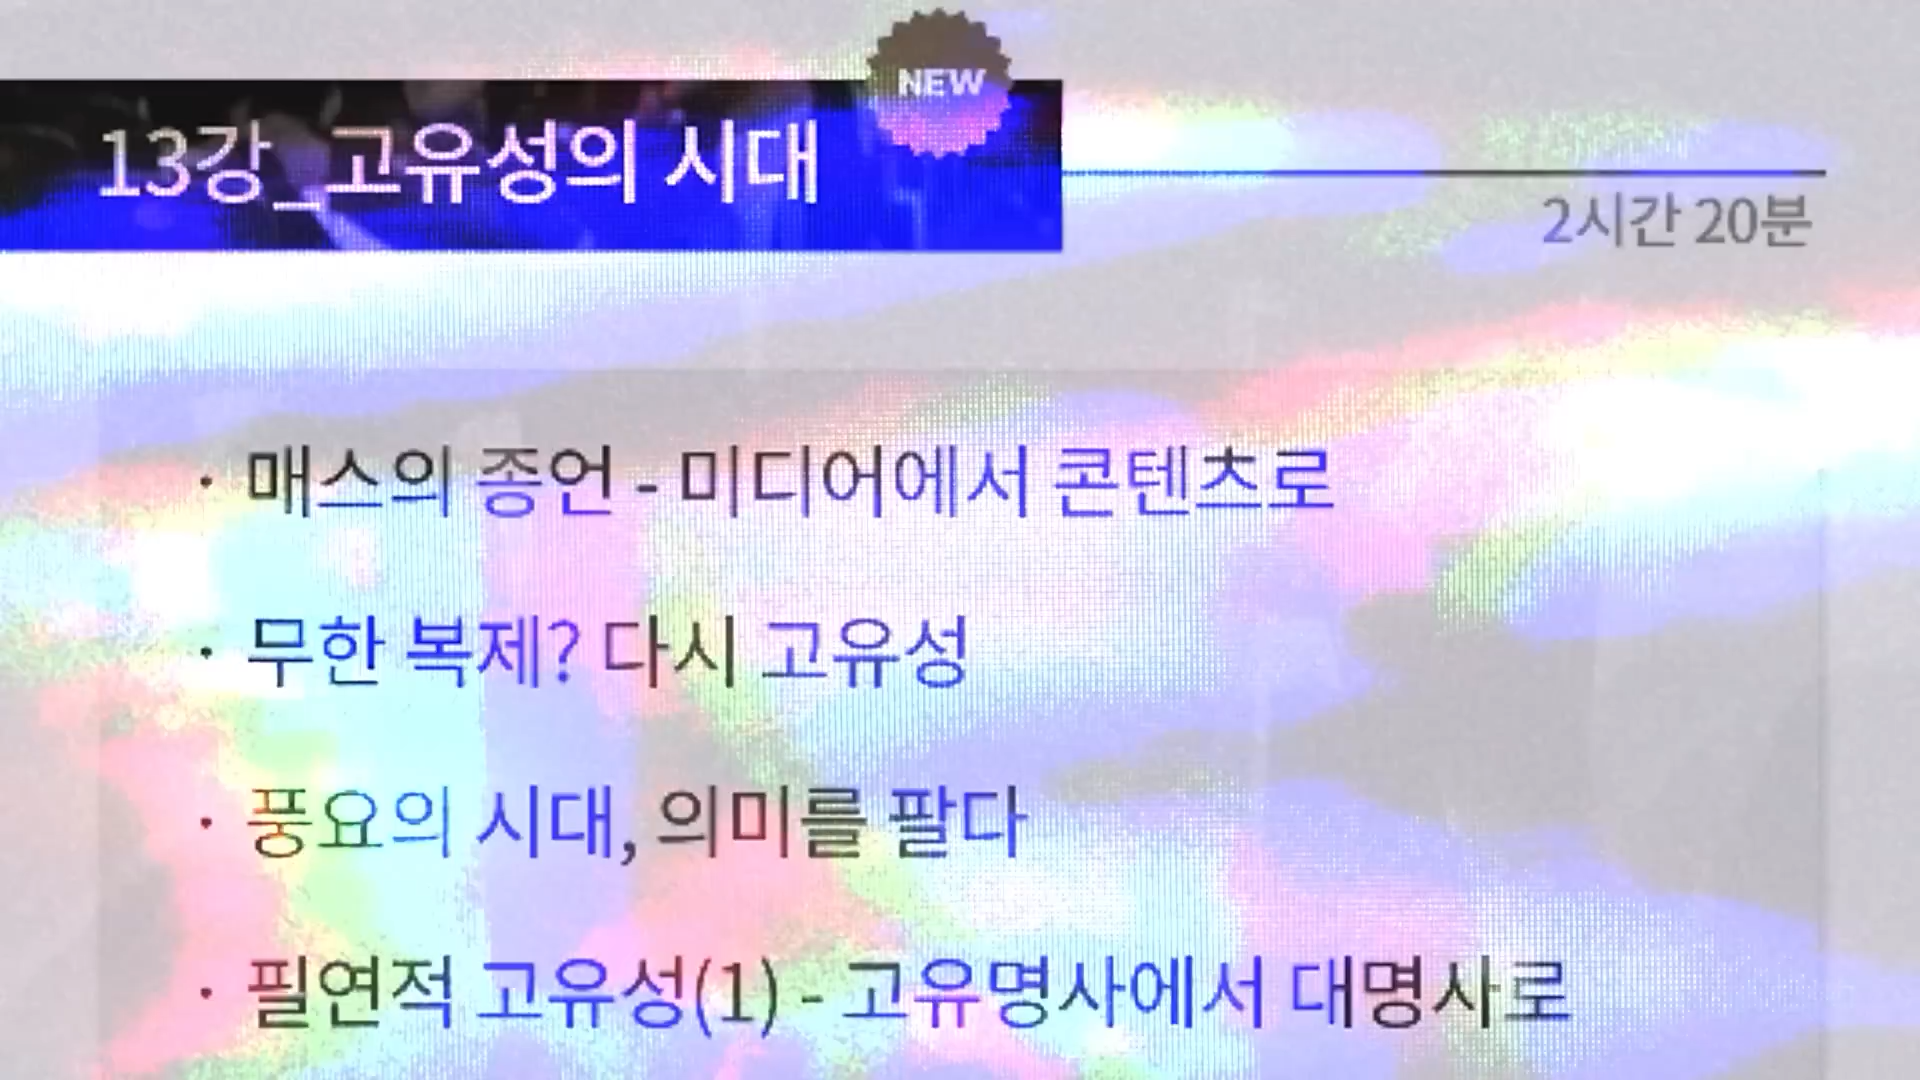 NEW
13강_고유성의 시대
2시간 20분
· 매스의 종언 - 미디어에서 콘텐츠로
· 무한 복제? 다시 고유성
· 풍요의 시대, 의미를 팔다
· 필연적 고유성(1) - 고유명사에서 대명사로